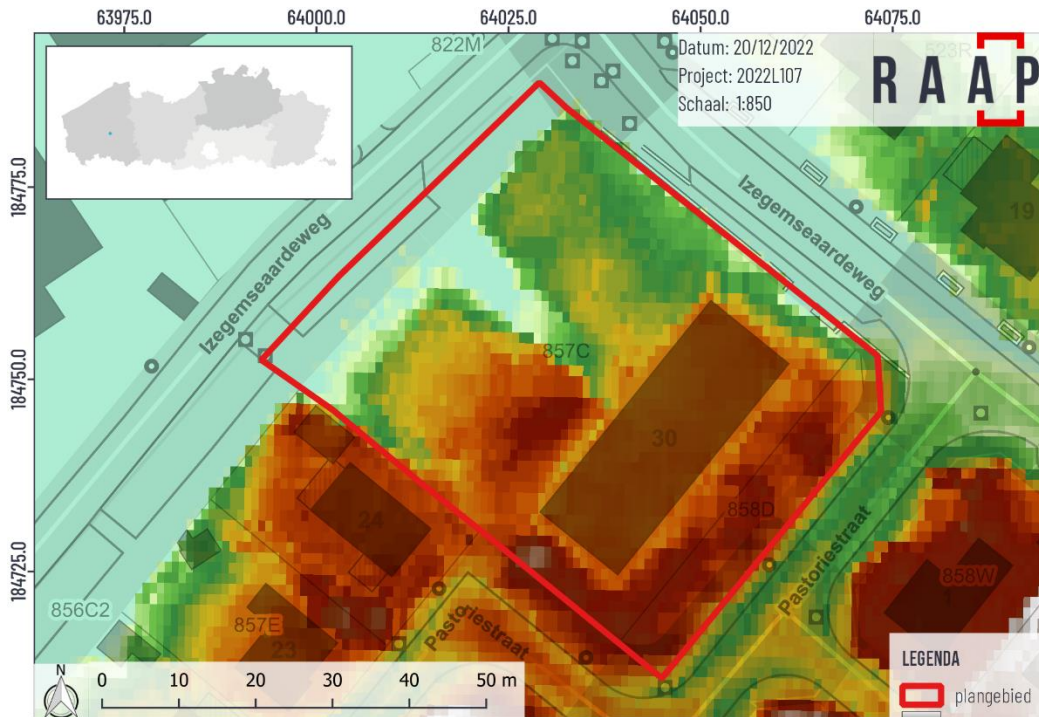 63975.0 64000.0 64025.0 64050.0 64075.0
822M
Datum: 20/12/2022
Project: 2022L107
Schaal: 1:850
523R
RAAP
184775.0
Izegemseaardeweg
Izegemseaardeweg
19
184750.0
857C
30
24
858D
184725.0
Pastoriestraat
Pastoriestraat
858W
856C2
857E
23
LEGENDA
plangebied
N
0 10 20 30 40 50 m